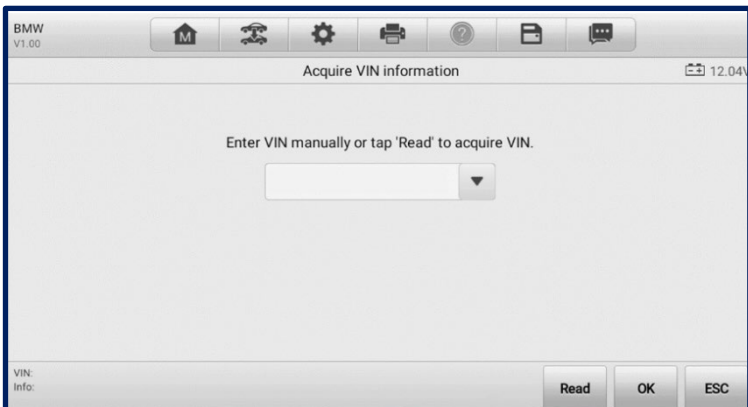 BMW
V1.00
M
?
Acquire VIN information
12.04V
Enter VIN manually or tap 'Read' to acquire VIN.
VIN:
Info:
Read
OK
ESC